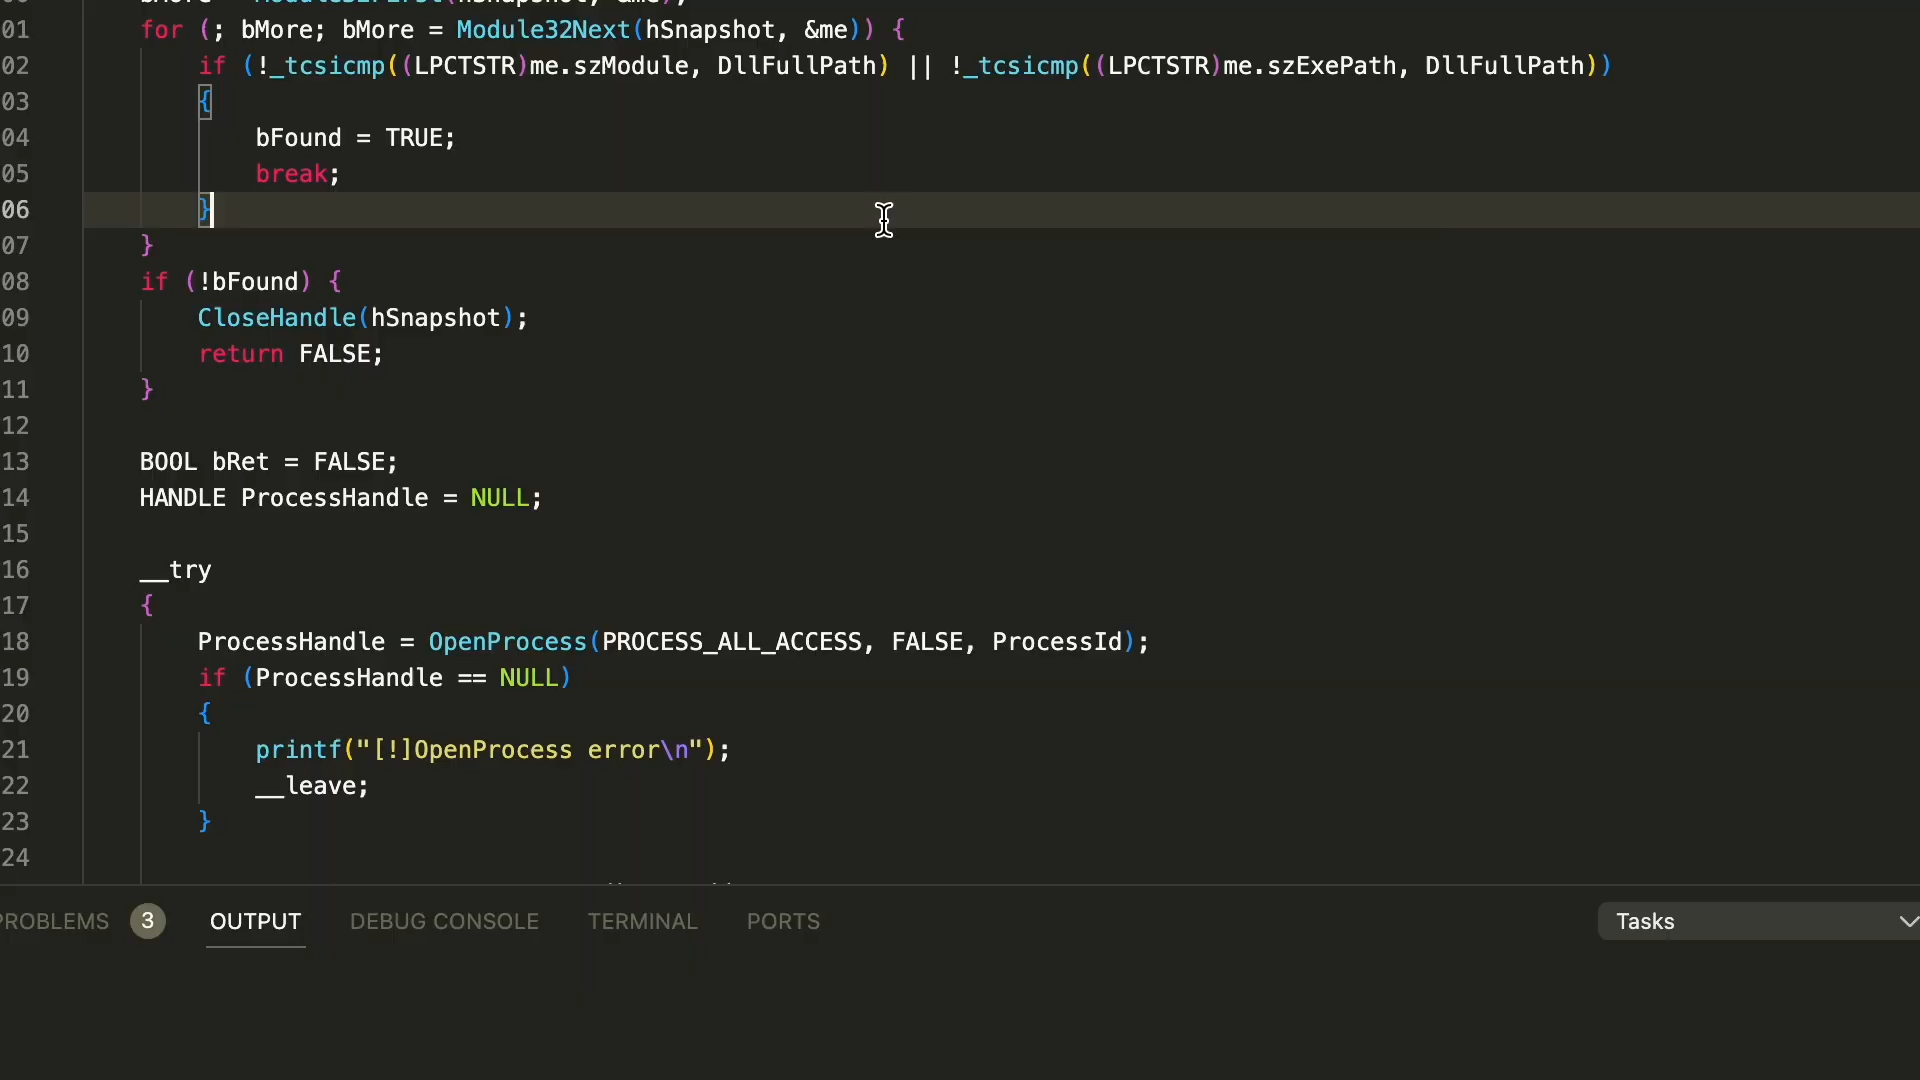 01 for (; bMore; bMore = Module32Next(hSnapshot, &me)) {
02 if (!_tcsicmp((LPCTSTR)me.szModule, DllFullPath) || !_tcsicmp((LPCTSTR)me.szExePath, DllFullPath))
03 {
04 bFound = TRUE;
05 break;
06 }
07 }
08 if (!bFound) {
09 CloseHandle(hSnapshot);
10 return FALSE;
11 }
12
13 BOOL bRet = FALSE;
14 HANDLE ProcessHandle = NULL;
15
16 __try
17 {
18 ProcessHandle = OpenProcess(PROCESS_ALL_ACCESS, FALSE, ProcessId);
19 if (ProcessHandle == NULL)
20 {
21 printf("[!]OpenProcess error\n");
22 __leave;
23 }
24
PROBLEMS 3 OUTPUT DEBUG CONSOLE TERMINAL PORTS Tasks